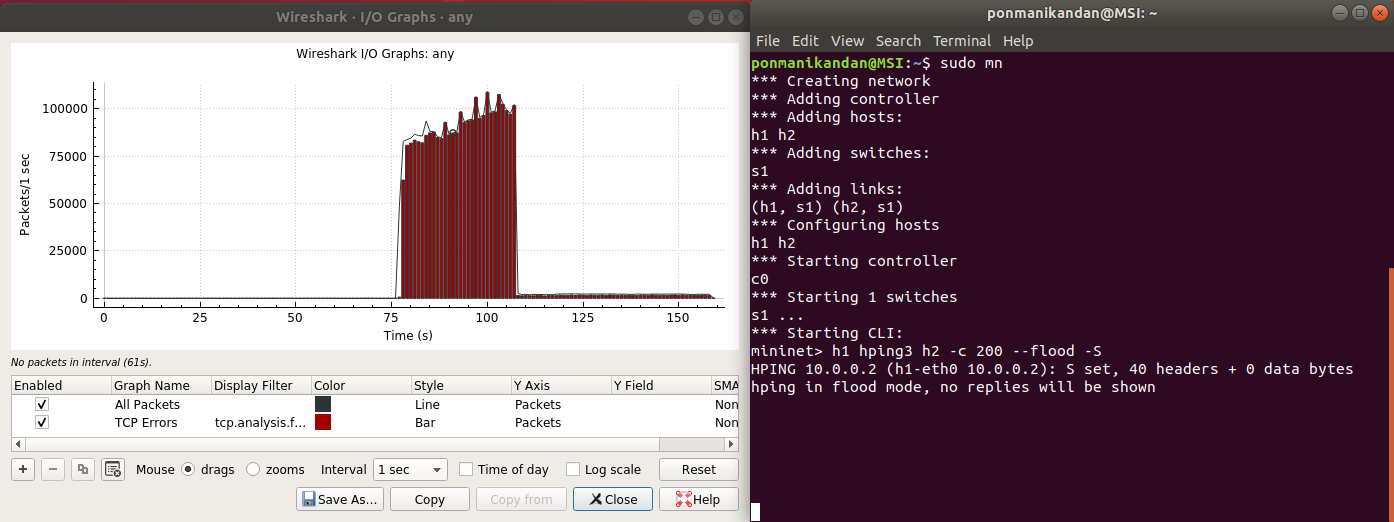 Wireshark · I/O Graphs · any
Wireshark I/O Graphs: any
Packets/1 sec
100000
75000
50000
25000
0
0 25 50 75 100 125 150
Time (s)
No packets in interval (61s).
Enabled Graph Name Display Filter Color Style Y Axis Y Field SMA
All Packets Line Packets Non
TCP Errors tcp.analysis.f... Bar Packets Non
+ − Mouse drags zooms Interval 1 sec Time of day Log scale Reset
Save As... Copy Copy from Close Help
ponmanikandan@MSI: ~
File Edit View Search Terminal Help
ponmanikandan@MSI:~$ sudo mn
*** Creating network
*** Adding controller
*** Adding hosts:
h1 h2
*** Adding switches:
s1
*** Adding links:
(h1, s1) (h2, s1)
*** Configuring hosts
h1 h2
*** Starting controller
c0
*** Starting 1 switches
s1 ...
*** Starting CLI:
mininet> h1 hping3 h2 -c 200 --flood -S
HPING 10.0.0.2 (h1-eth0 10.0.0.2): S set, 40 headers + 0 data bytes
hping in flood mode, no replies will be shown